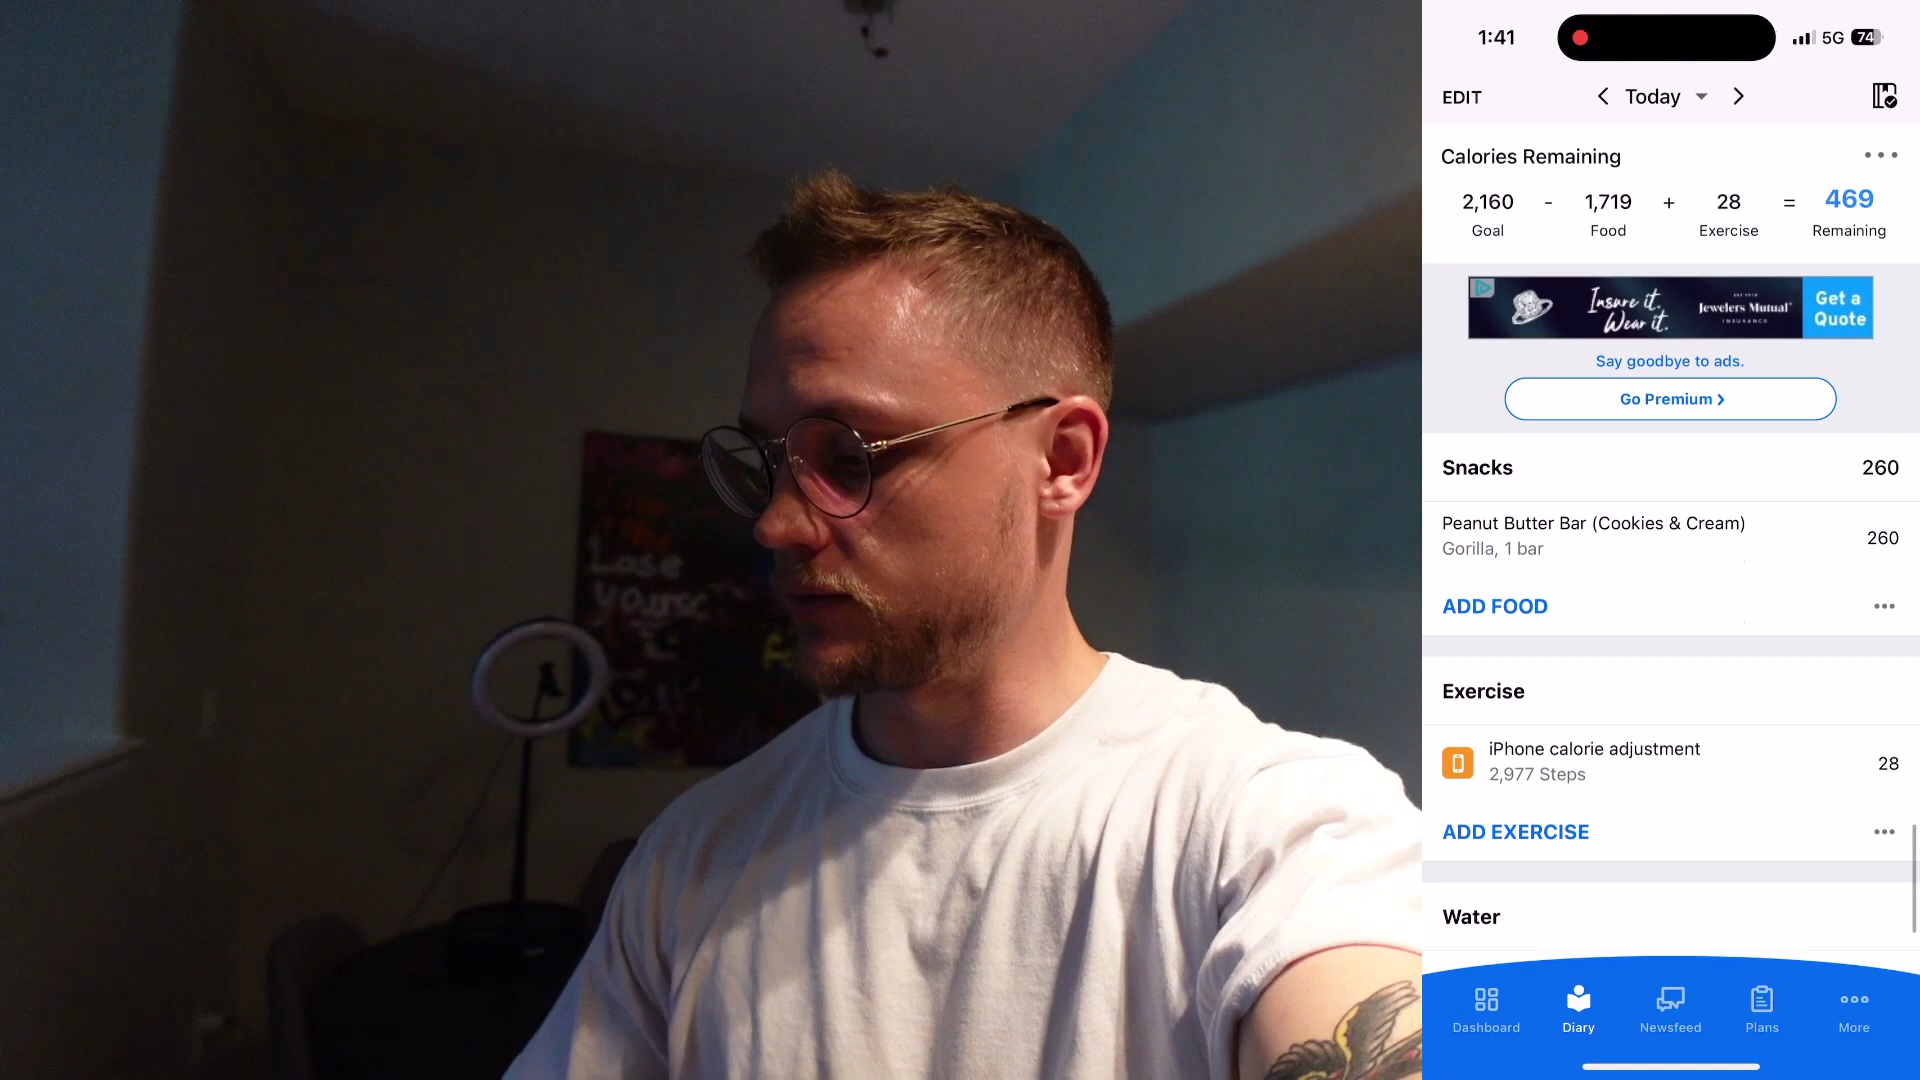 Lose
1:41
5G
74
EDIT
Today
Calories Remaining
2,160 - 1,719 + 28 = 469
Goal Food Exercise Remaining
Insure it.
Wear it.
Jewelers Mutual
INSURANCE
Get a
Quote
Say goodbye to ads.
Go Premium
Snacks 260
Peanut Butter Bar (Cookies & Cream)
Gorilla, 1 bar
260
ADD FOOD
Exercise
iPhone calorie adjustment
2,977 Steps
28
ADD EXERCISE
Water
Dashboard Diary Newsfeed Plans More